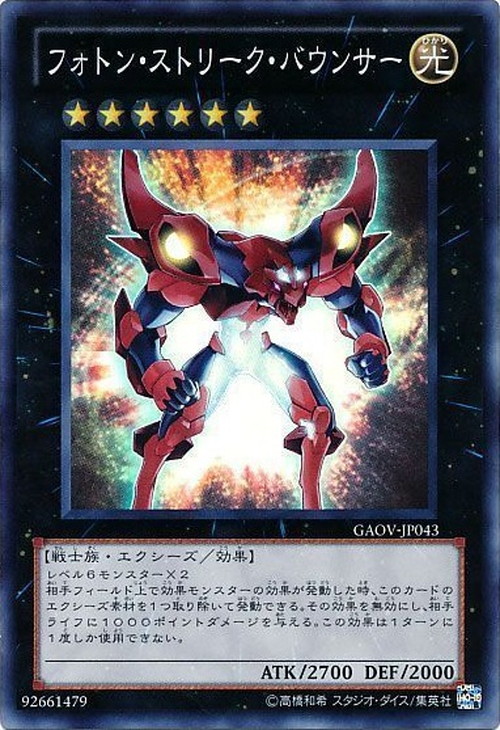 フォトン・ストリーク・バウンサー
光
GAOV-JP043
【戦士族・エクシーズ/効果】
レベル6モンスター×2
相手フィールド上で効果モンスターの効果が発動した時、このカードの
エクシーズ素材を1つ取り除いて発動できる。その効果を無効にし、相手
ライフに1000ポイントダメージを与える。この効果は1ターンに
1度しか使用できない。
ATK/2700 DEF/2000
92661479
©高橋和希 スタジオ・ダイス/集英社